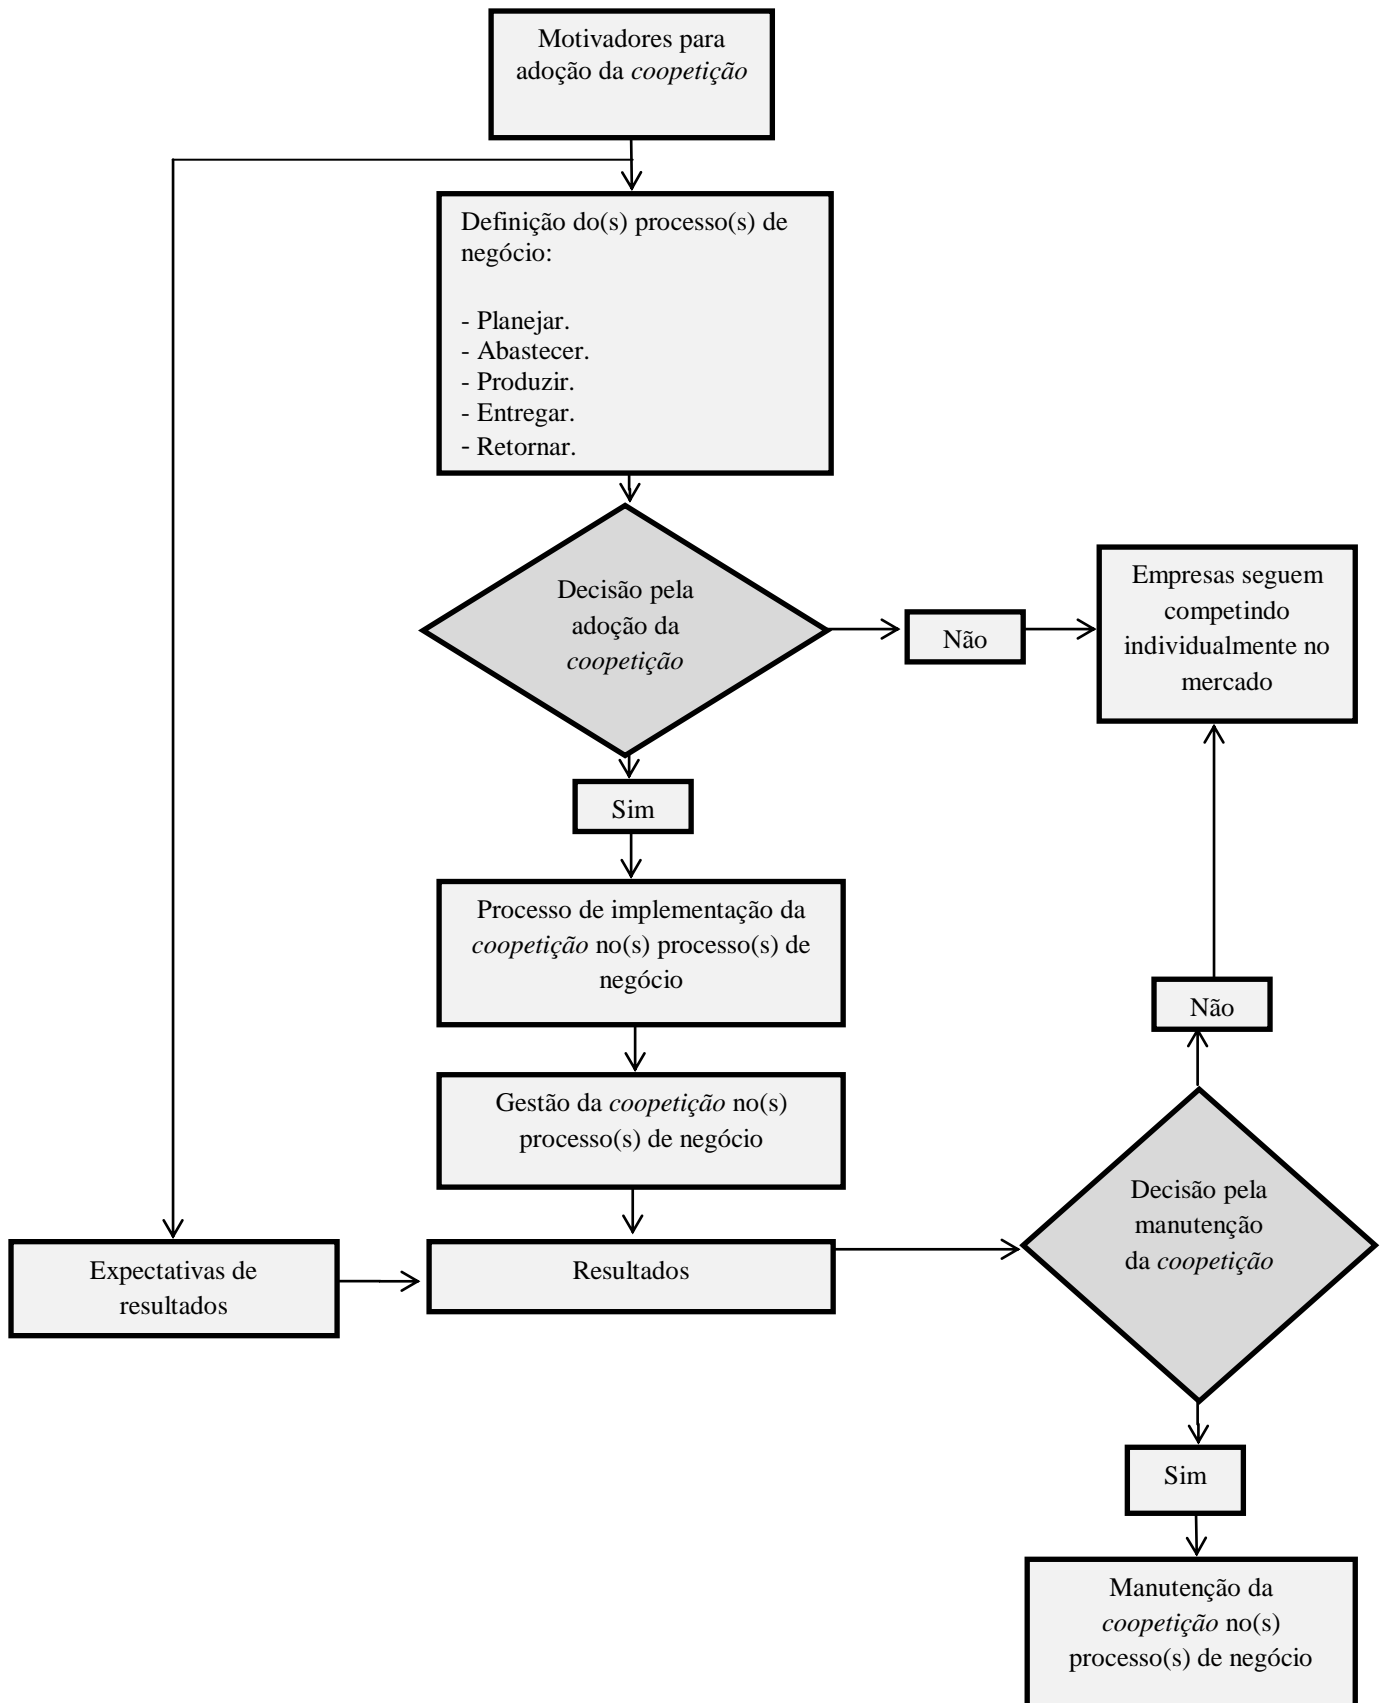 Motivadores para
adoção da coopetição
Definição do(s) processo(s) de
negócio:
- Planejar.
- Abastecer.
- Produzir.
- Entregar.
- Retornar.
Decisão pela
adoção da
coopetição
Não
Empresas seguem
competindo
individualmente no
mercado
Sim
Processo de implementação da
coopetição no(s) processo(s) de
negócio
Não
Gestão da coopetição no(s)
processo(s) de negócio
Decisão pela
manutenção
da coopetição
Expectativas de
resultados
Resultados
Sim
Manutenção da
coopetição no(s)
processo(s) de negócio